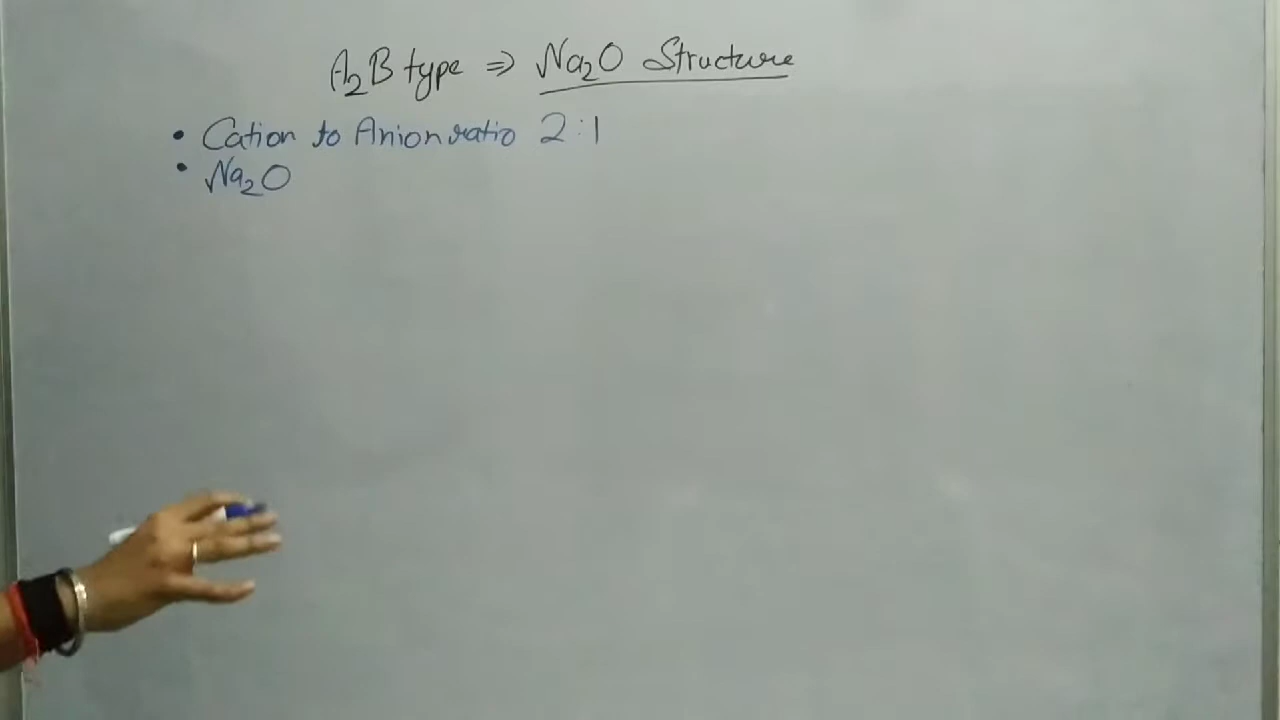 A₂B type ⇒ Na₂O Structure
• Cation to Anion ratio 2:1
• Na₂O